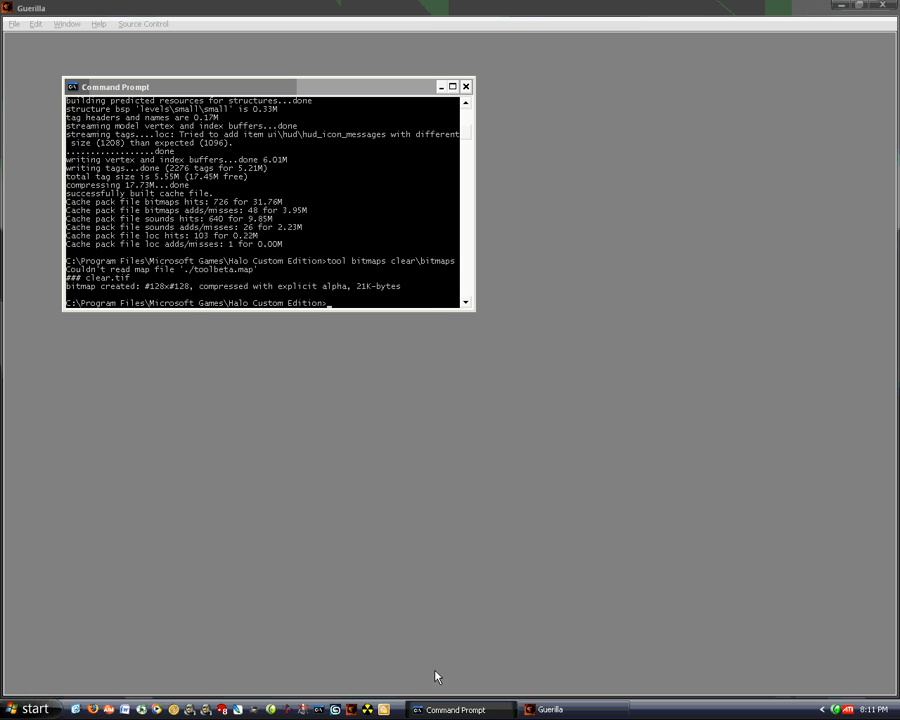 Guerilla
File Edit Window Help Source Control
Command Prompt
building predicted resources for structures...done
structure bsp 'levels\small\small' is 0.33M
tag headers and names are 0.17M
streaming model vertex and index buffers...done
streaming tags....loc: Tried to add item ui\hud\hud_icon_messages with different
size (1208) than expected (1096).
..................done
writing vertex and index buffers...done 6.01M
writing tags...done (2276 tags for 5.21M)
total tag size is 5.55M (17.45M free)
compressing 17.73M...done
successfully built cache file.
Cache pack file bitmaps hits: 726 for 31.76M
Cache pack file bitmaps adds/misses: 48 for 3.95M
Cache pack file sounds hits: 640 for 9.85M
Cache pack file sounds adds/misses: 26 for 2.23M
Cache pack file loc hits: 103 for 0.22M
Cache pack file loc adds/misses: 1 for 0.00M
C:\Program Files\Microsoft Games\Halo Custom Edition>tool bitmaps clear\bitmaps
Couldn't read map file './toolbeta.map'
### clear.tif
bitmap created: #128x#128, compressed with explicit alpha, 21K-bytes
C:\Program Files\Microsoft Games\Halo Custom Edition>_
start Command Prompt Guerilla ATI 8:11 PM